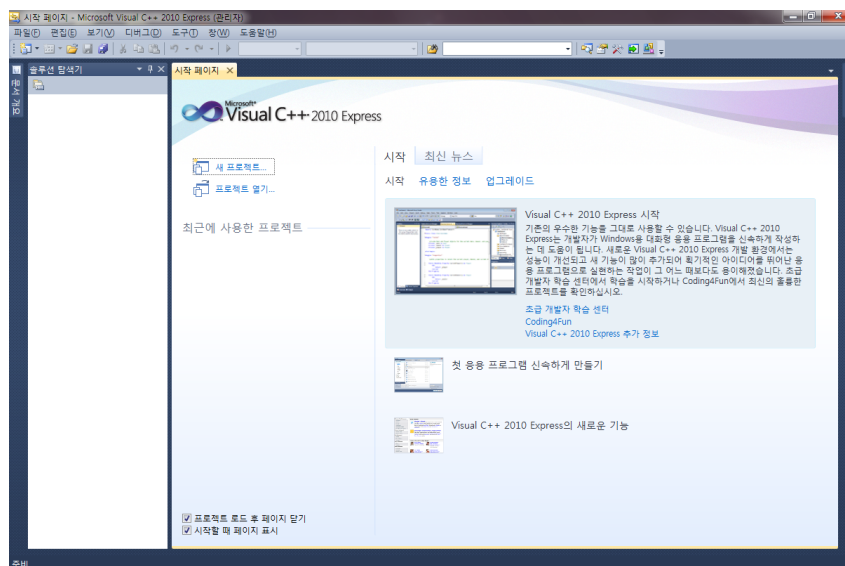 시작 페이지 - Microsoft Visual C++ 2010 Express (관리자)
파일(F) 편집(E) 보기(V) 디버그(D) 도구(T) 창(W) 도움말(H)
문서 개요
솔루션 탐색기
시작 페이지
Microsoft
Visual C++ 2010 Express
새 프로젝트...
프로젝트 열기...
최근에 사용한 프로젝트
시작 최신 뉴스
시작 유용한 정보 업그레이드
Visual C++ 2010 Express 시작
기존의 우수한 기능을 그대로 사용할 수 있습니다. Visual C++ 2010
Express는 개발자가 Windows용 대화형 응용 프로그램을 신속하게 작성하
는 데 도움이 됩니다. 새로운 Visual C++ 2010 Express 개발 환경에서는
성능이 개선되고 새 기능이 많이 추가되어 획기적인 아이디어를 뛰어난 응
용 프로그램으로 실현하는 작업이 그 어느 때보다도 용이해졌습니다. 초급
개발자 학습 센터에서 학습을 시작하거나 Coding4Fun에서 최신의 훌륭한
프로젝트를 확인하십시오.
초급 개발자 학습 센터
Coding4Fun
Visual C++ 2010 Express 추가 정보
첫 응용 프로그램 신속하게 만들기
Visual C++ 2010 Express의 새로운 기능
프로젝트 로드 후 페이지 닫기
시작할 때 페이지 표시
준비